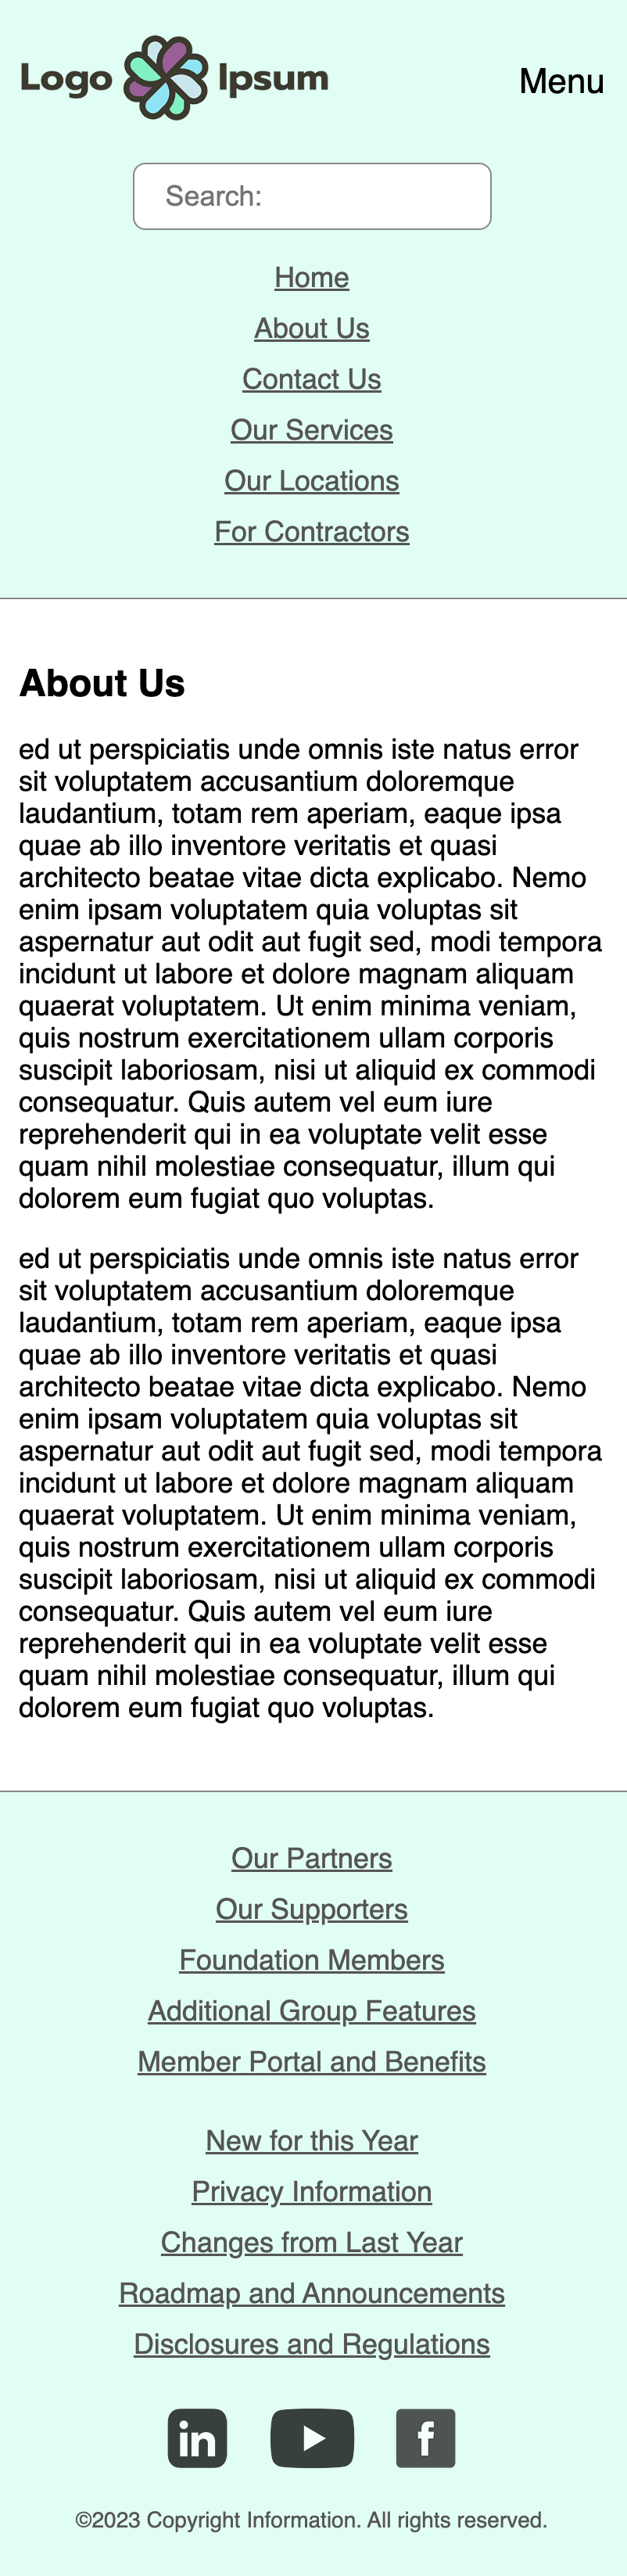 Logo Ipsum
Menu
Search:
Home
About Us
Contact Us
Our Services
Our Locations
For Contractors
About Us
ed ut perspiciatis unde omnis iste natus error
sit voluptatem accusantium doloremque
laudantium, totam rem aperiam, eaque ipsa
quae ab illo inventore veritatis et quasi
architecto beatae vitae dicta explicabo. Nemo
enim ipsam voluptatem quia voluptas sit
aspernatur aut odit aut fugit sed, modi tempora
incidunt ut labore et dolore magnam aliquam
quaerat voluptatem. Ut enim minima veniam,
quis nostrum exercitationem ullam corporis
suscipit laboriosam, nisi ut aliquid ex commodi
consequatur. Quis autem vel eum iure
reprehenderit qui in ea voluptate velit esse
quam nihil molestiae consequatur, illum qui
dolorem eum fugiat quo voluptas.
ed ut perspiciatis unde omnis iste natus error
sit voluptatem accusantium doloremque
laudantium, totam rem aperiam, eaque ipsa
quae ab illo inventore veritatis et quasi
architecto beatae vitae dicta explicabo. Nemo
enim ipsam voluptatem quia voluptas sit
aspernatur aut odit aut fugit sed, modi tempora
incidunt ut labore et dolore magnam aliquam
quaerat voluptatem. Ut enim minima veniam,
quis nostrum exercitationem ullam corporis
suscipit laboriosam, nisi ut aliquid ex commodi
consequatur. Quis autem vel eum iure
reprehenderit qui in ea voluptate velit esse
quam nihil molestiae consequatur, illum qui
dolorem eum fugiat quo voluptas.
Our Partners
Our Supporters
Foundation Members
Additional Group Features
Member Portal and Benefits
New for this Year
Privacy Information
Changes from Last Year
Roadmap and Announcements
Disclosures and Regulations
in f
©2023 Copyright Information. All rights reserved.